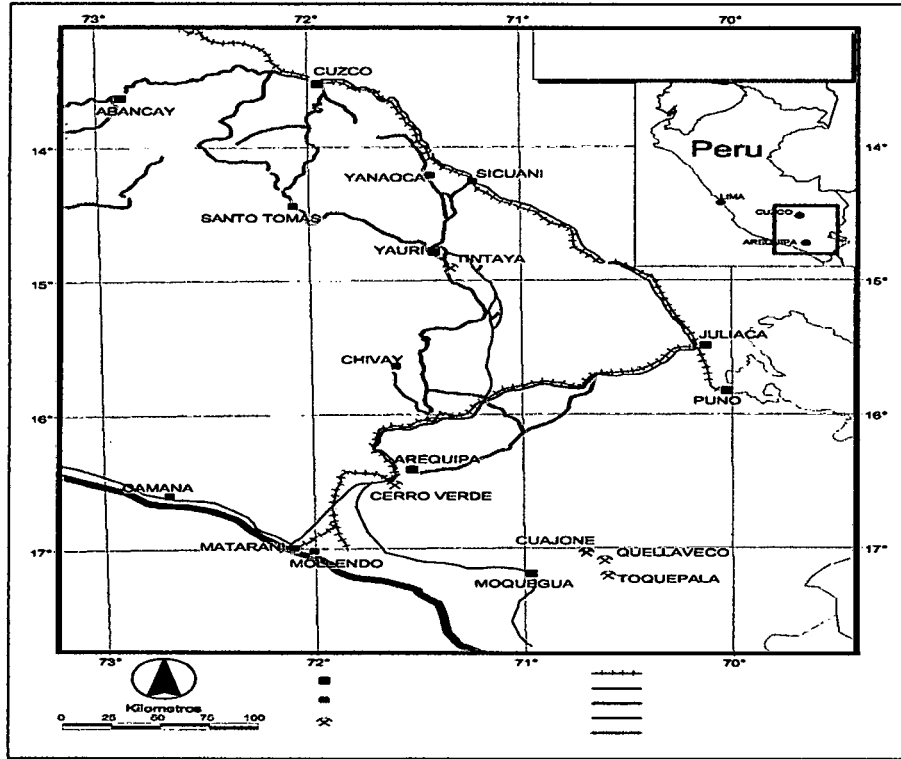 73° 72° 71° 70°
CUZCO
ABANCAY
14° 14°
Peru
YANAOCA SICUANI
LIMA
CUZCO
SANTO TOMAS
AREQUIPA
YAURI TINTAYA
15° 15°
JULIACA
CHIVAY
PUNO
16° 16°
AREQUIPA
CAMANA CERRO VERDE
MATARANI CUAJONE
17° QUELLAVECO 17°
MOLLENDO
MOQUEGUA TOQUEPALA
73° 72° 71° 70°
Kilometros
0 25 50 75 100